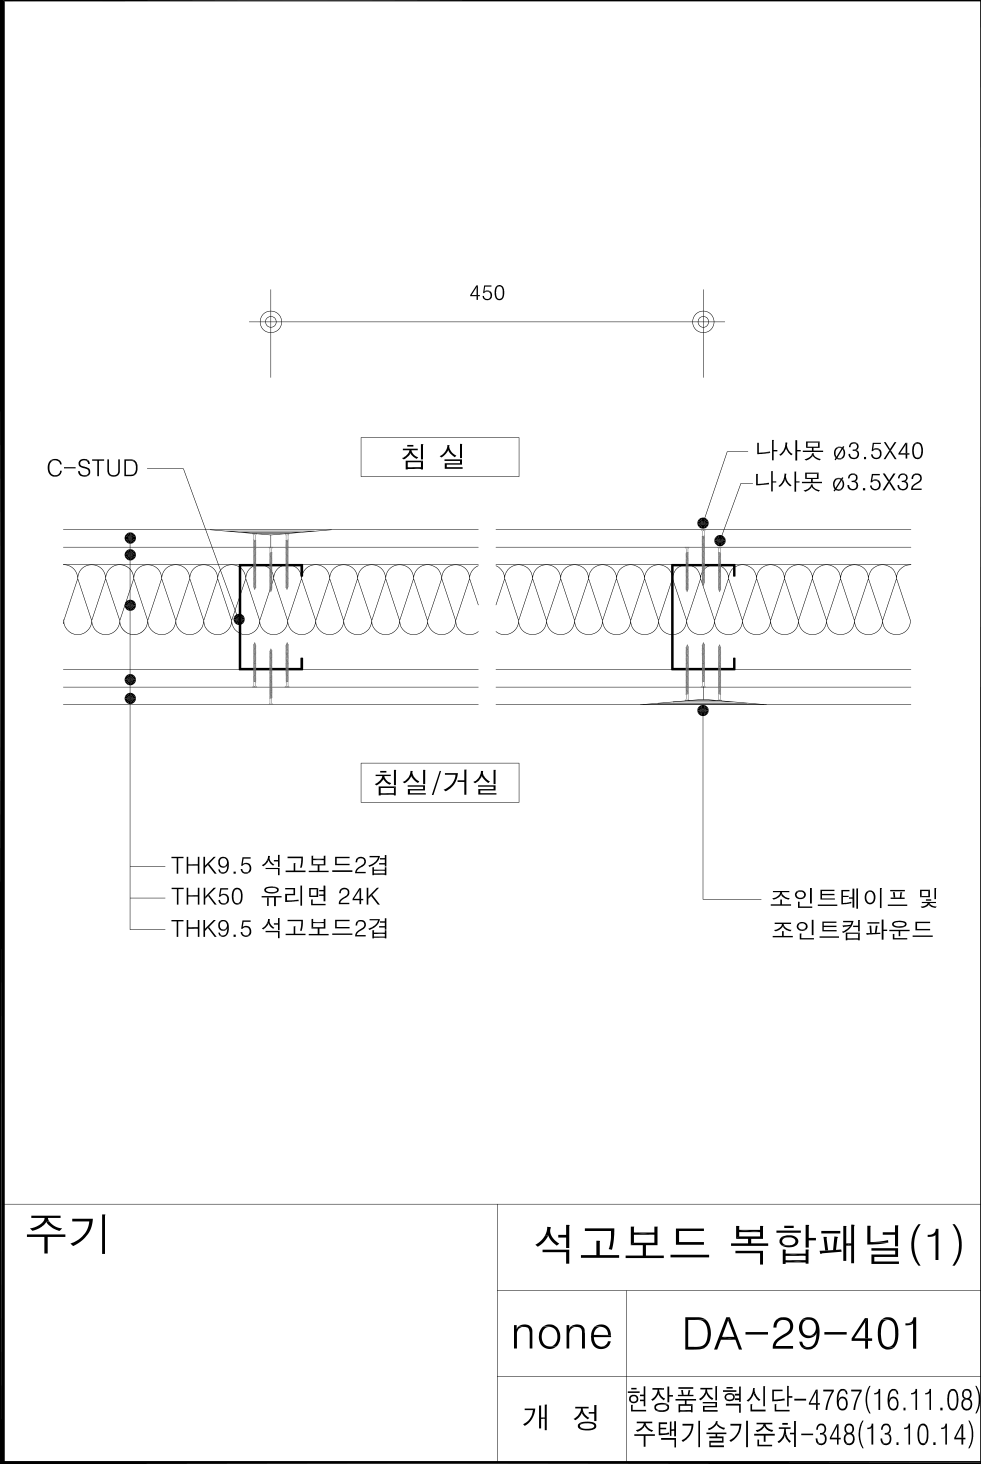 450
침 실
C-STUD
나사못 ø3.5X40
나사못 ø3.5X32
침실/거실
THK9.5 석고보드2겹
THK50 유리면 24K
THK9.5 석고보드2겹
조인트테이프 및
조인트컴파운드
주기
석고보드 복합패널(1)
none
DA-29-401
개 정
현장품질혁신단-4767(16.11.08)
주택기술기준처-348(13.10.14)